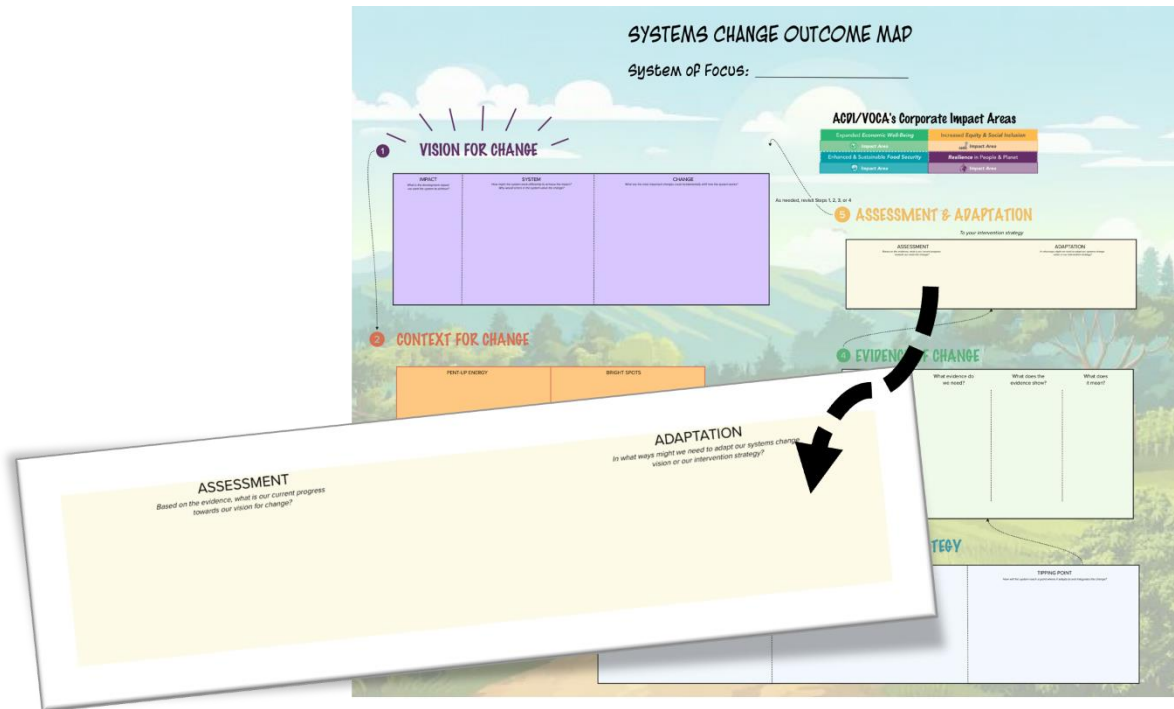 SYSTEMS CHANGE OUTCOME MAP
System of Focus: _______________
ACDI/VOCA's Corporate Impact Areas
Expanded Economic Well-Being
Increased Equity & Social Inclusion
Impact Area
Impact Area
Enhanced & Sustainable Food Security
Resilience in People & Planet
Impact Area
Impact Area
1
VISION FOR CHANGE
IMPACT
SYSTEM
CHANGE
As needed, revisit Steps 1, 2, 3, or 4
5
ASSESSMENT & ADAPTATION
To your intervention strategy
ASSESSMENT
ADAPTATION
2
CONTEXT FOR CHANGE
PENT-UP ENERGY
BRIGHT SPOTS
4
EVIDENCE OF CHANGE
What evidence do
we need?
What does the
evidence show?
What does
it mean?
ASSESSMENT
Based on the evidence, what is our current progress
towards our vision for change?
ADAPTATION
In what ways might we need to adapt our systems change
vision or our intervention strategy?
TEGY
TIPPING POINT